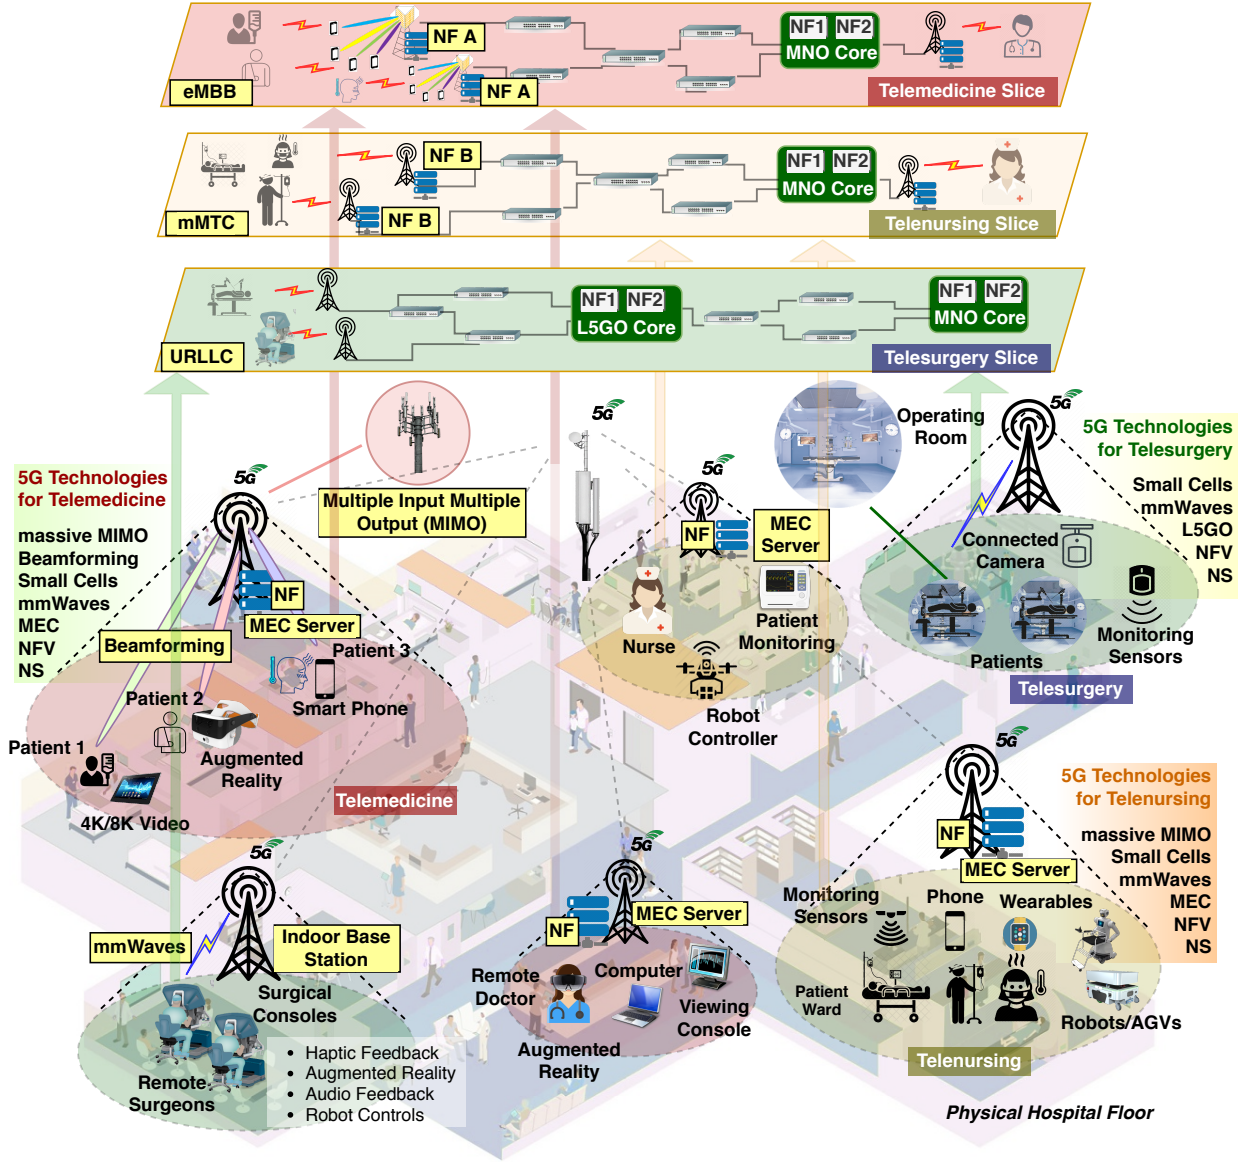 NF A
NF1 NF2
MNO Core
eMBB
NF A
Telemedicine Slice
NF B
NF1 NF2
MNO Core
mMTC
NF B
Telenursing Slice
NF1 NF2
L5GO Core
NF1 NF2
MNO Core
URLLC
Telesurgery Slice
5G Technologies
for Telemedicine
massive MIMO
Beamforming
Small Cells
mmWaves
MEC
NFV
NS
5G
Multiple Input Multiple
Output (MIMO)
5G
5G
Operating
Room
5G
5G Technologies
for Telesurgery
Small Cells
mmWaves
L5GO
NFV
NS
NF
MEC Server
Beamforming
Patient 3
Smart Phone
Patient 2
Augmented
Reality
Patient 1
4K/8K Video
Telemedicine
NF
MEC
Server
Nurse
Patient
Monitoring
Robot
Controller
Connected
Camera
Patients
Monitoring
Sensors
Telesurgery
5G
5G Technologies
for Telenursing
massive MIMO
Small Cells
mmWaves
MEC
NFV
NS
NF
MEC Server
Monitoring
Sensors
Phone
Wearables
Patient
Ward
Robots/AGVs
Telenursing
5G
mmWaves
Indoor Base
Station
Surgical
Consoles
Remote
Surgeons
• Haptic Feedback
• Augmented Reality
• Audio Feedback
• Robot Controls
5G
NF
MEC Server
Remote
Doctor
Computer
Viewing
Console
Augmented
Reality
Physical Hospital Floor